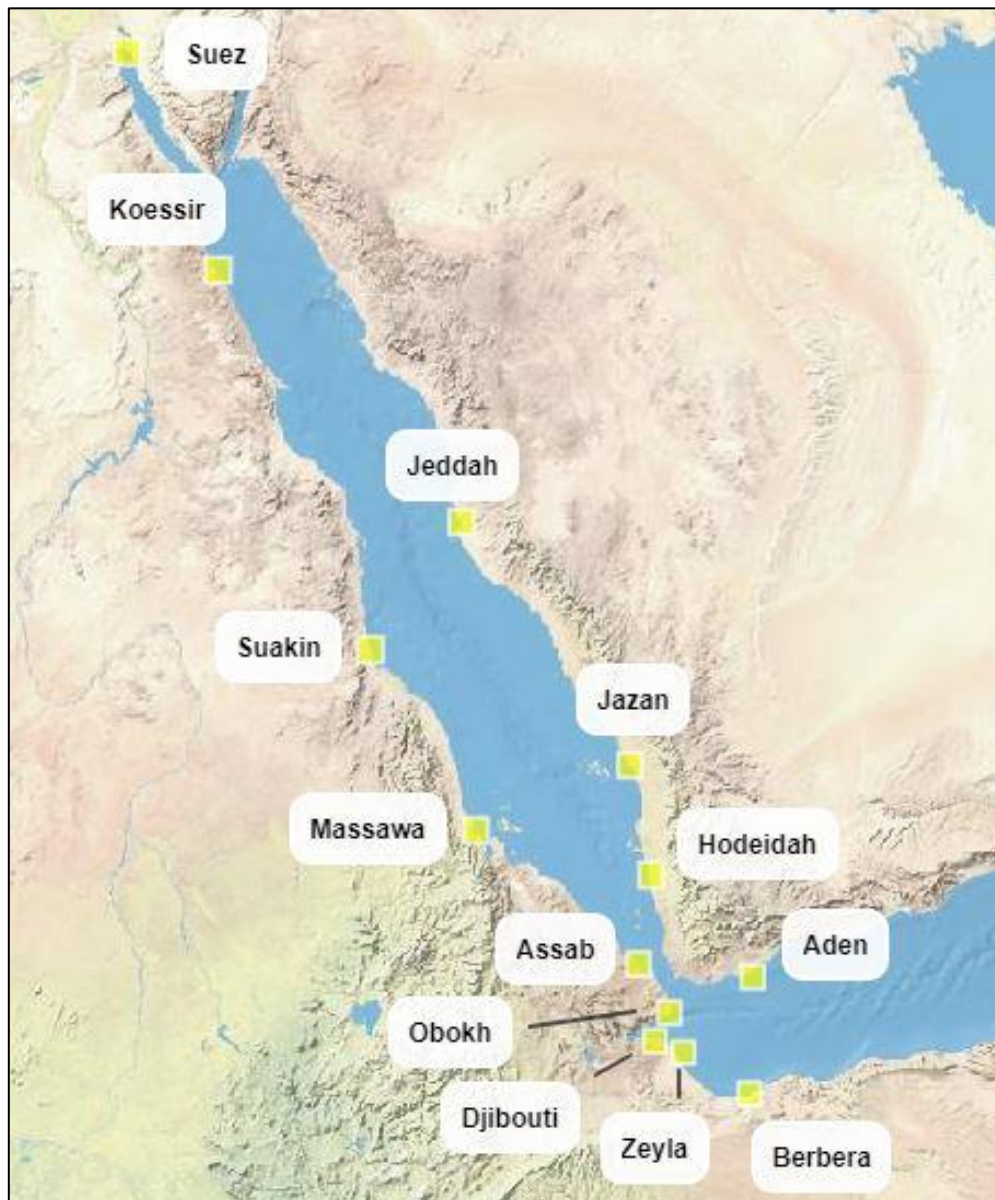 Suez
Koessir
Jeddah
Suakin
Jazan
Massawa
Hodeidah
Assab
Aden
Obokh
Djibouti
Zeyla
Berbera